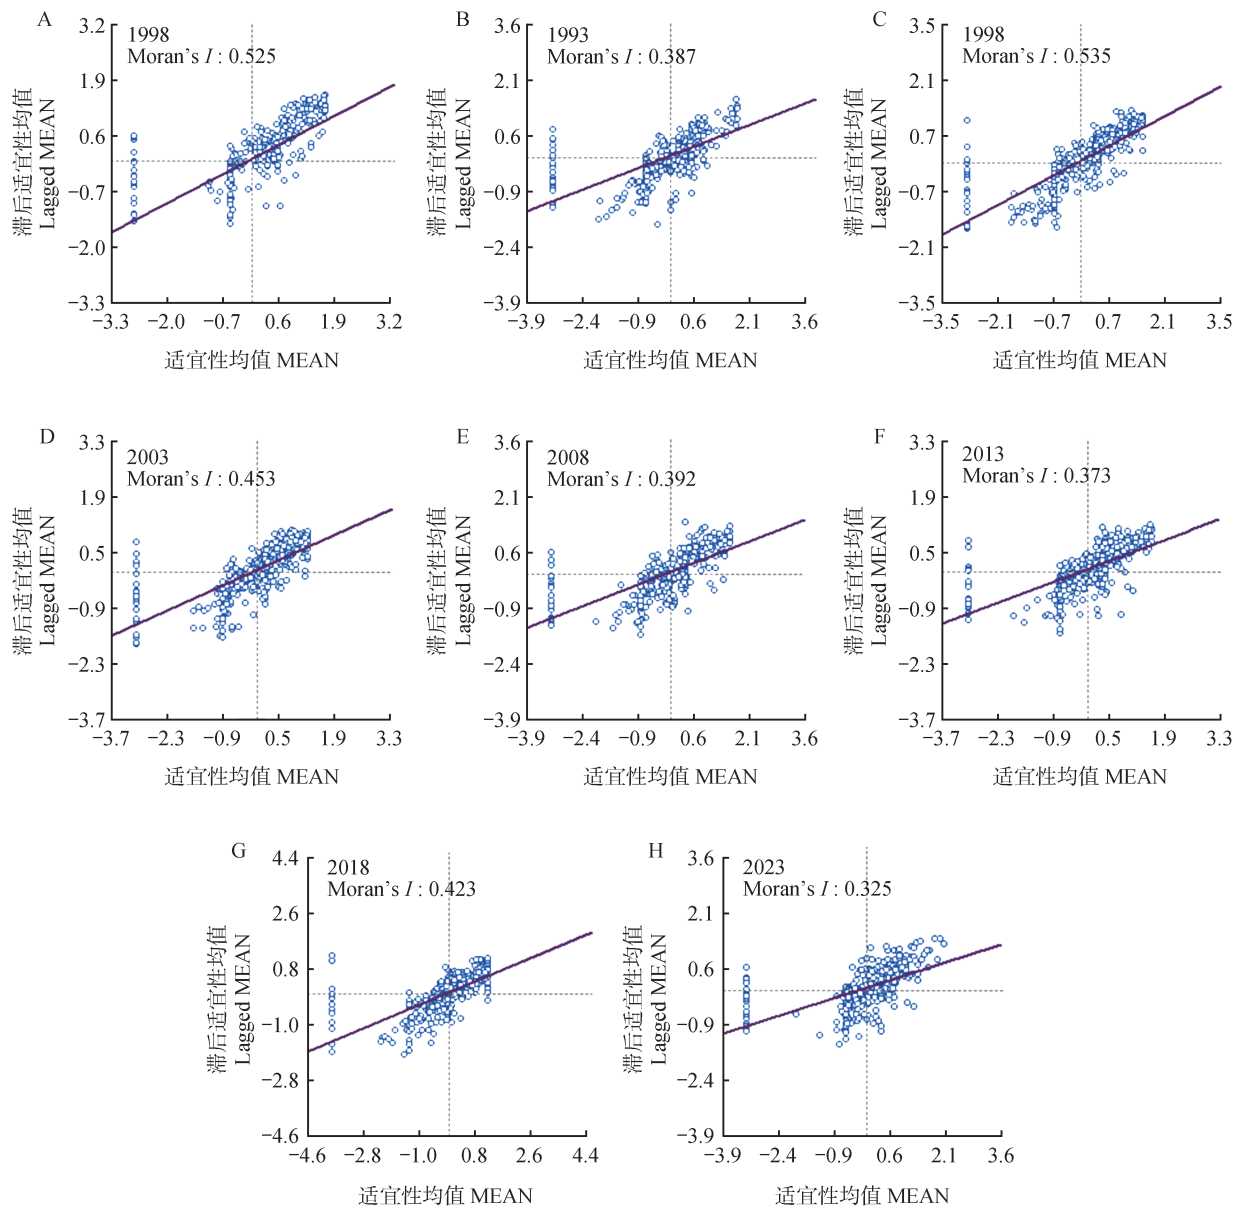 A
1998
Moran's I : 0.525
3.2
1.9
0.6
−0.7
−2.0
−3.3
滞后适宜性均值
Lagged MEAN
−3.3 −2.0 −0.7 0.6 1.9 3.2
适宜性均值 MEAN
B
1993
Moran's I : 0.387
3.6
2.1
0.6
−0.9
−2.4
−3.9
滞后适宜性均值
Lagged MEAN
−3.9 −2.4 −0.9 0.6 2.1 3.6
适宜性均值 MEAN
C
1998
Moran's I : 0.535
3.5
2.1
0.7
−0.7
−2.1
−3.5
滞后适宜性均值
Lagged MEAN
−3.5 −2.1 −0.7 0.7 2.1 3.5
适宜性均值 MEAN
D
2003
Moran's I : 0.453
3.3
1.9
0.5
−0.9
−2.3
−3.7
滞后适宜性均值
Lagged MEAN
−3.7 −2.3 −0.9 0.5 1.9 3.3
适宜性均值 MEAN
E
2008
Moran's I : 0.392
3.6
2.1
0.6
−0.9
−2.4
−3.9
滞后适宜性均值
Lagged MEAN
−3.9 −2.4 −0.9 0.6 2.1 3.6
适宜性均值 MEAN
F
2013
Moran's I : 0.373
3.3
1.9
0.5
−0.9
−2.3
−3.7
滞后适宜性均值
Lagged MEAN
−3.7 −2.3 −0.9 0.5 1.9 3.3
适宜性均值 MEAN
G
2018
Moran's I : 0.423
4.4
2.6
0.8
−1.0
−2.8
−4.6
滞后适宜性均值
Lagged MEAN
−4.6 −2.8 −1.0 0.8 2.6 4.4
适宜性均值 MEAN
H
2023
Moran's I : 0.325
3.6
2.1
0.6
−0.9
−2.4
−3.9
滞后适宜性均值
Lagged MEAN
−3.9 −2.4 −0.9 0.6 2.1 3.6
适宜性均值 MEAN